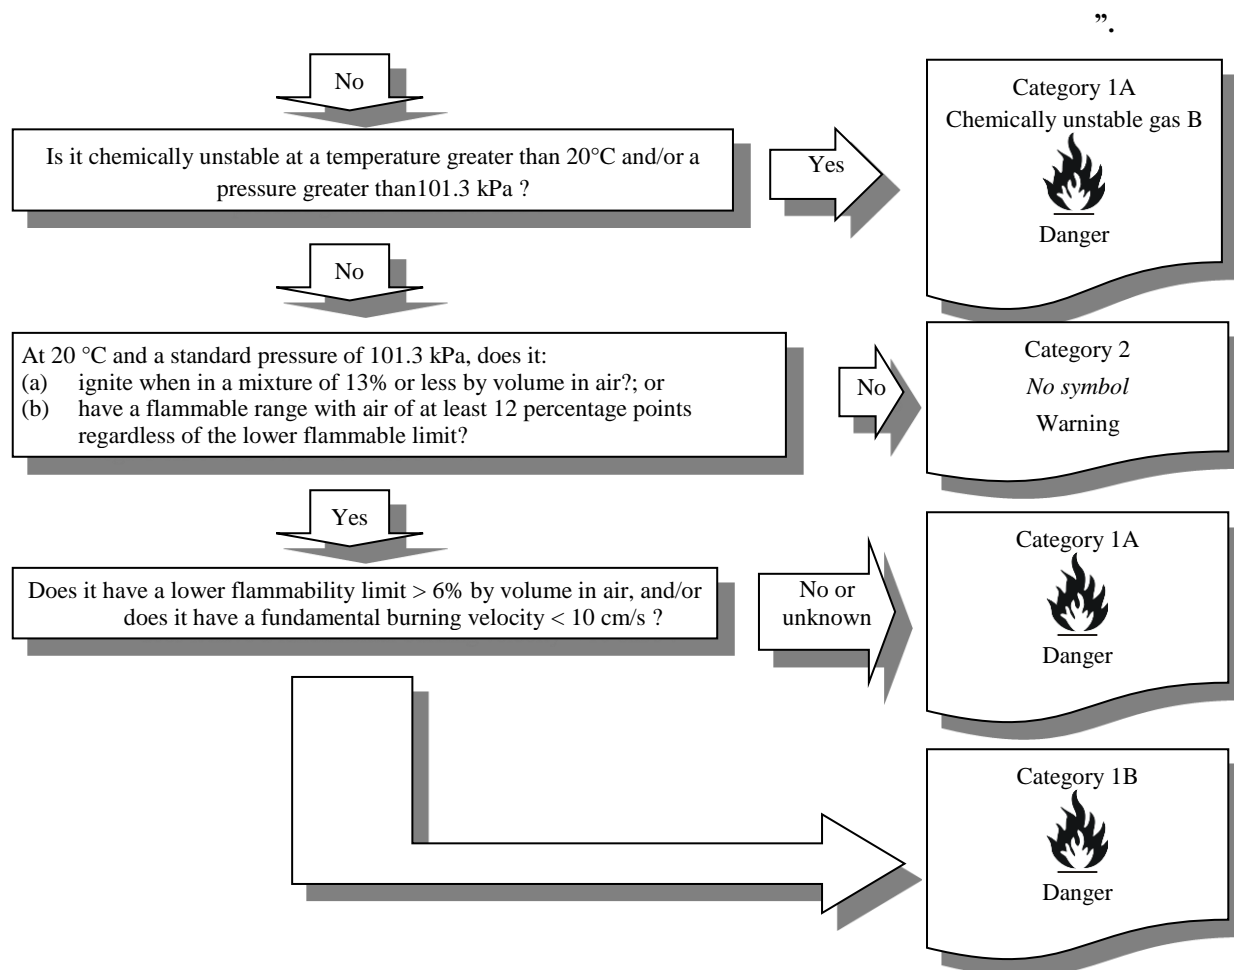 ”.
No
Category 1A
Chemically unstable gas B
Is it chemically unstable at a temperature greater than 20°C and/or a
pressure greater than101.3 kPa ?
Yes
Danger
No
At 20 °C and a standard pressure of 101.3 kPa, does it:
(a) ignite when in a mixture of 13% or less by volume in air?; or
(b) have a flammable range with air of at least 12 percentage points
regardless of the lower flammable limit?
No
Category 2
No symbol
Warning
Yes
Does it have a lower flammability limit > 6% by volume in air, and/or
does it have a fundamental burning velocity < 10 cm/s ?
No or
unknown
Category 1A
Danger
Category 1B
Danger